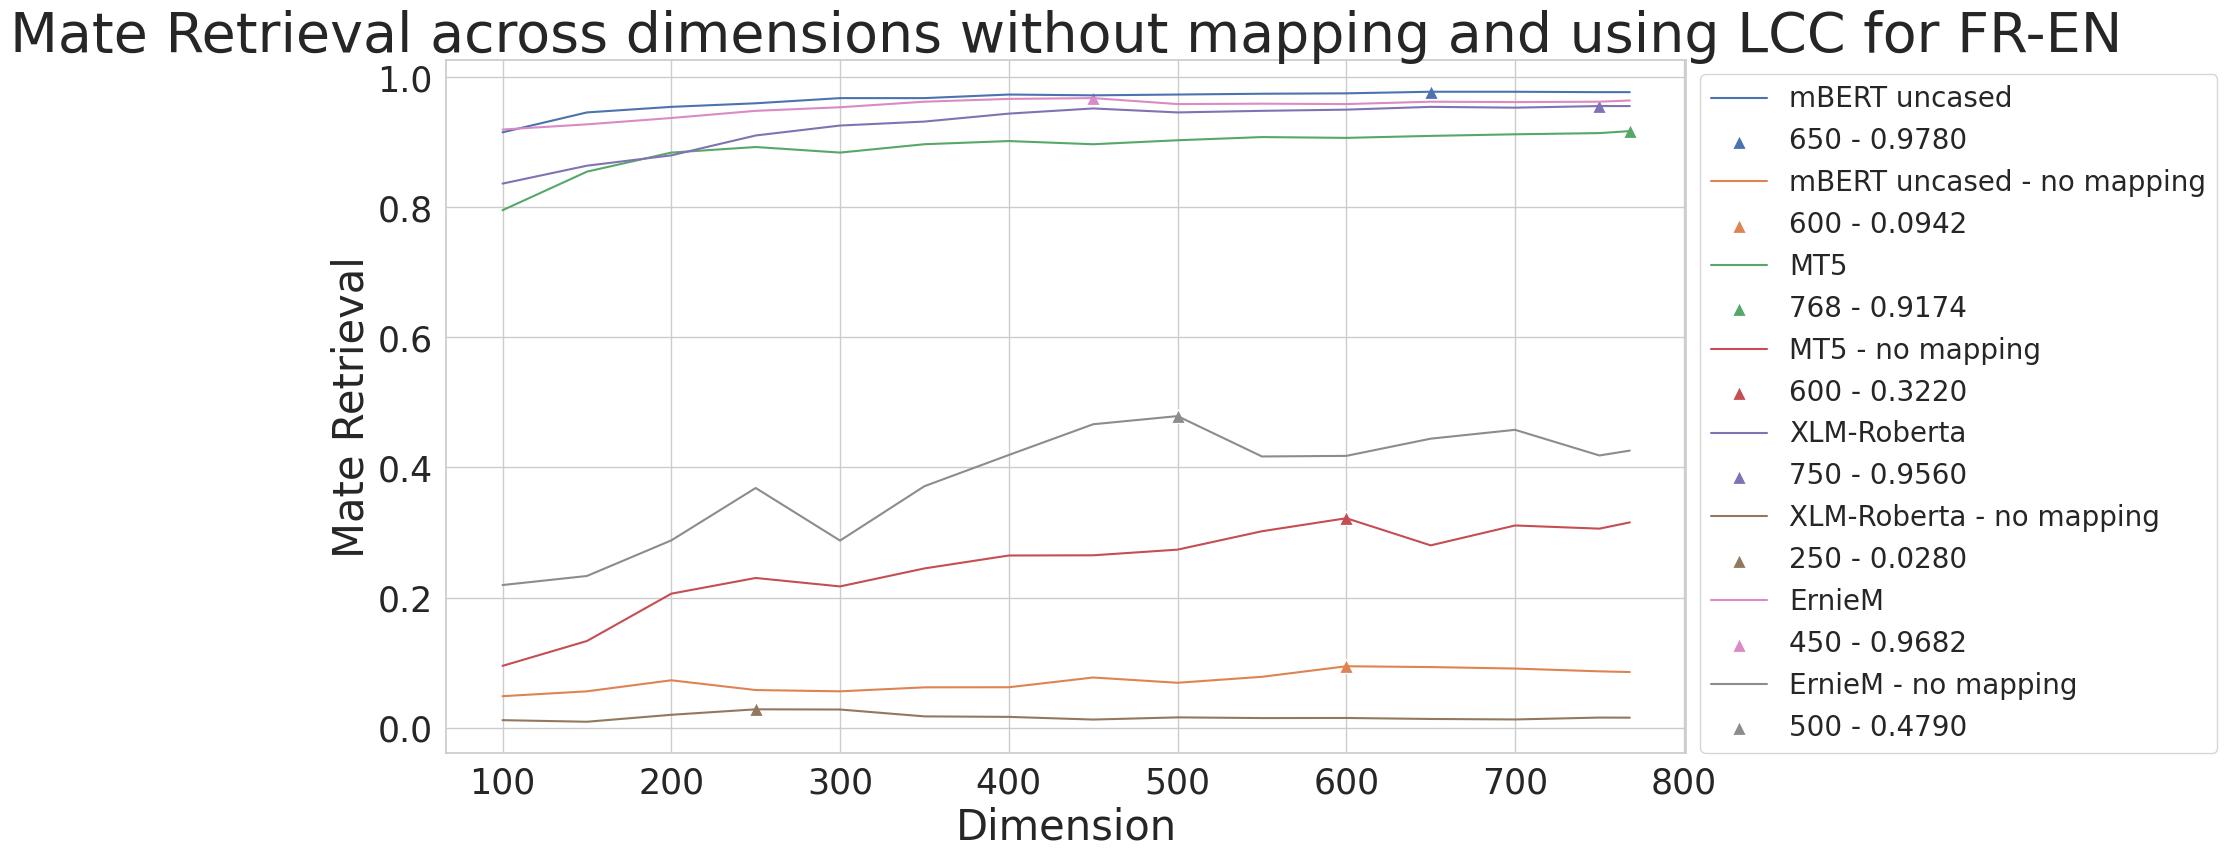 Mate Retrieval across dimensions without mapping and using LCC for FR-EN
Mate Retrieval
1.0
0.8
0.6
0.4
0.2
0.0
100 200 300 400 500 600 700 800
Dimension
mBERT uncased
650 - 0.9780
mBERT uncased - no mapping
600 - 0.0942
MT5
768 - 0.9174
MT5 - no mapping
600 - 0.3220
XLM-Roberta
750 - 0.9560
XLM-Roberta - no mapping
250 - 0.0280
ErnieM
450 - 0.9682
ErnieM - no mapping
500 - 0.4790